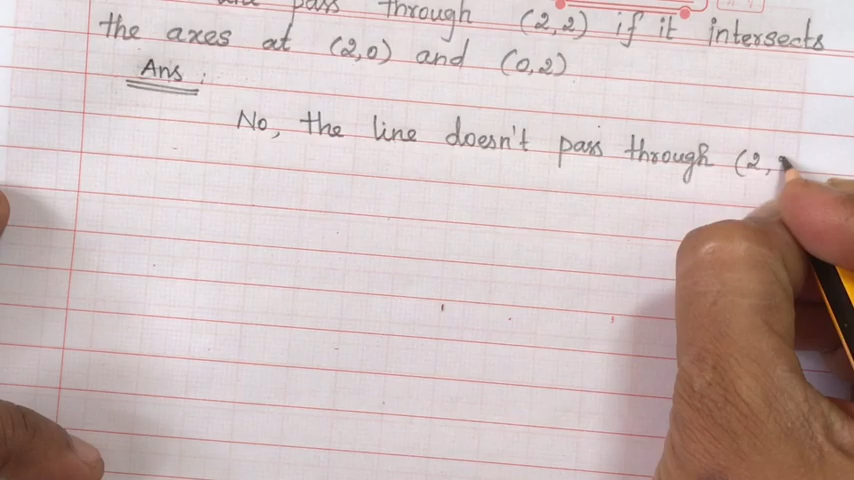 pass through (2,2) if it intersects
the axes at (2,0) and (0,2)
Ans :
No, the line doesn't pass through (2,